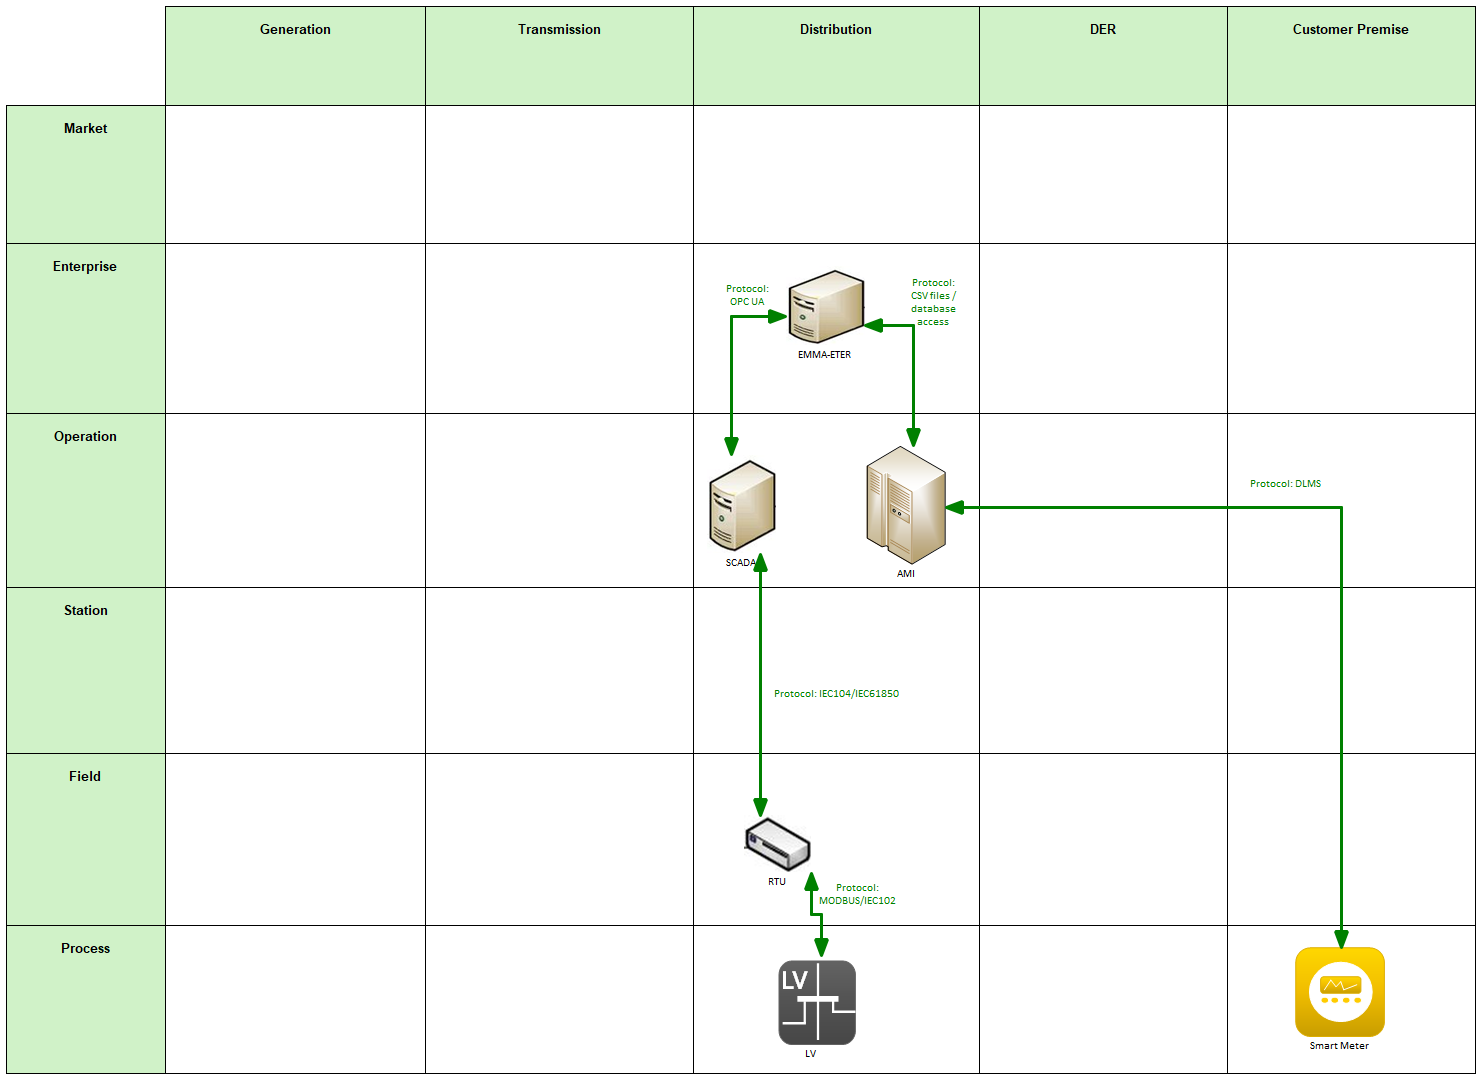 Generation
Transmission
Distribution
DER
Customer Premise
Market
Enterprise
Protocol:
OPC UA
Protocol:
CSV files /
database
access
EMMA-ETER
Operation
Protocol: DLMS
SCADA
AMI
Station
Protocol: IEC104/IEC61850
Field
RTU
Protocol:
MODBUS/IEC102
Process
LV
LV
Smart Meter